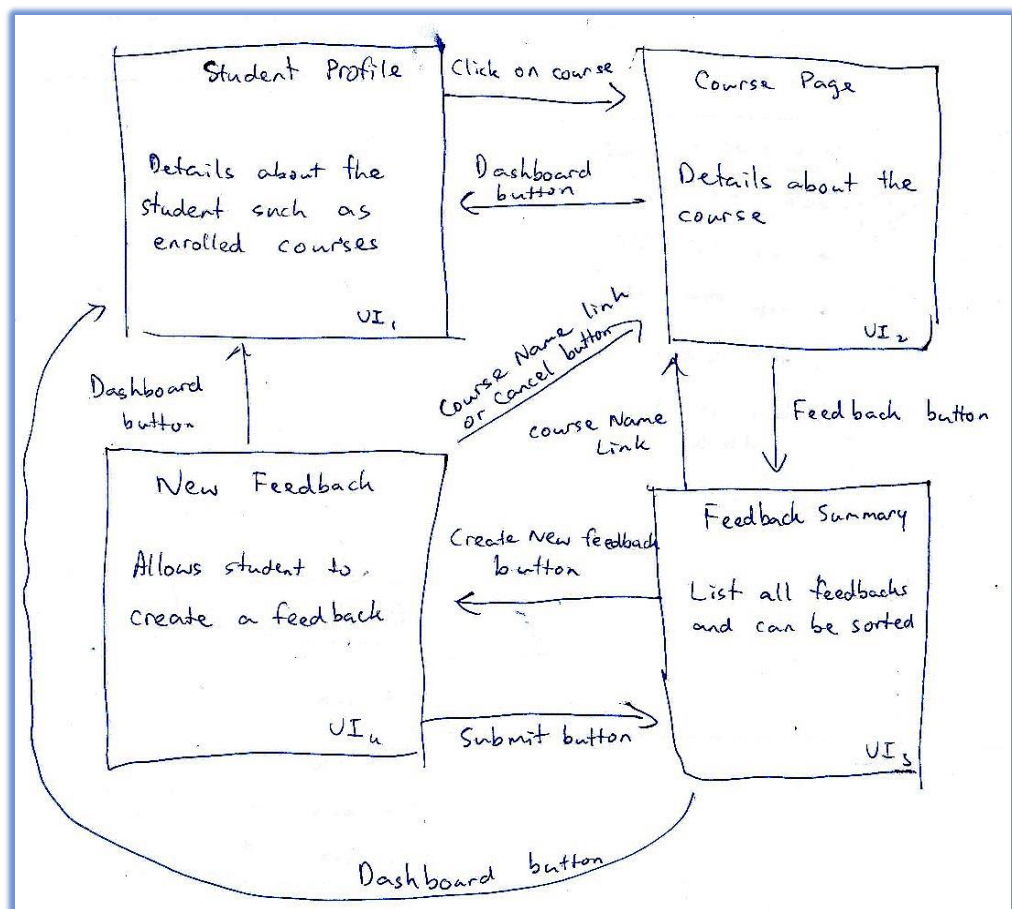 Student Profile
Details about the
student such as
enrolled courses
UI1
Click on course
Dashboard
button
Course Page
Details about the
course
UI2
Dashboard
button
Course Name link
or cancel button
course Name
Link
Feedback button
New Feedback
Allows student to
create a feedback
UI4
Create New feedback
button
Submit button
Feedback Summary
List all feedbacks
and can be sorted
UI3
Dashboard button